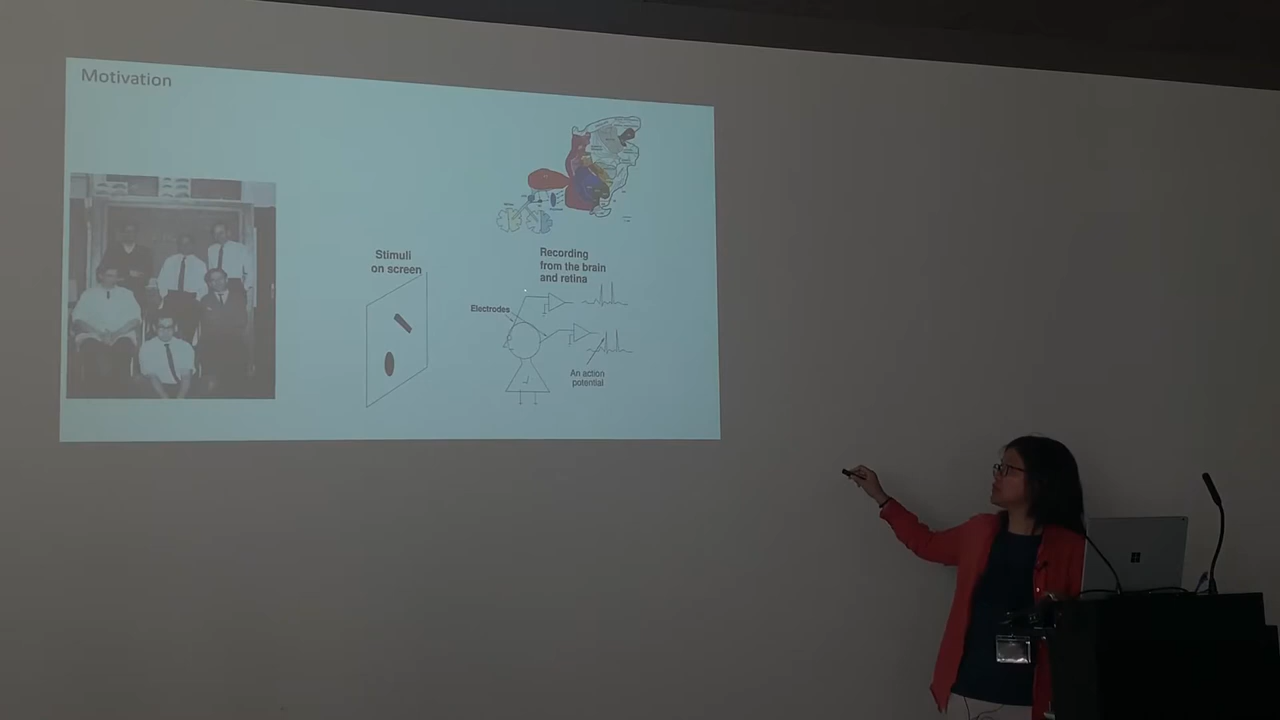 Motivation
Stimuli
on screen
Recording
from the brain
and retina
Electrodes
An action
potential